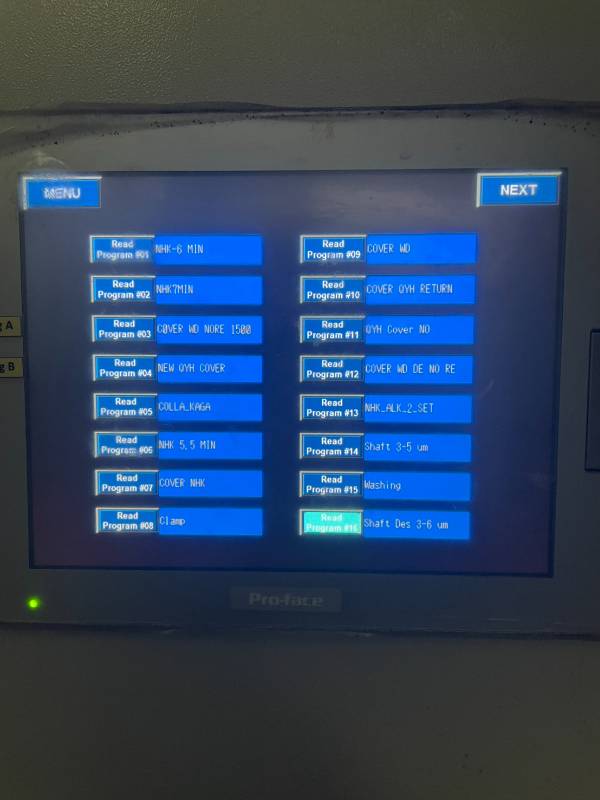 MENU
NEXT
Read
Program #01
NHK-6 MIN
Read
Program #02
NHK7MIN
Read
Program #03
COVER WD NORE 1500
Read
Program #04
NEW QYH COVER
Read
Program #05
COLLA_KAGA
Read
Program #06
NHK 5,5 MIN
Read
Program #07
COVER NHK
Read
Program #08
Clamp
Read
Program #09
COVER WD
Read
Program #10
COVER QYH RETURN
Read
Program #11
QYH Cover NO
Read
Program #12
COVER WD DE NO RE
Read
Program #13
NHK_ALK_2_SET
Read
Program #14
Shaft 3-5 um
Read
Program #15
Washing
Read
Program #16
Shaft Des 3-6 um
g A
g B
Pro-face